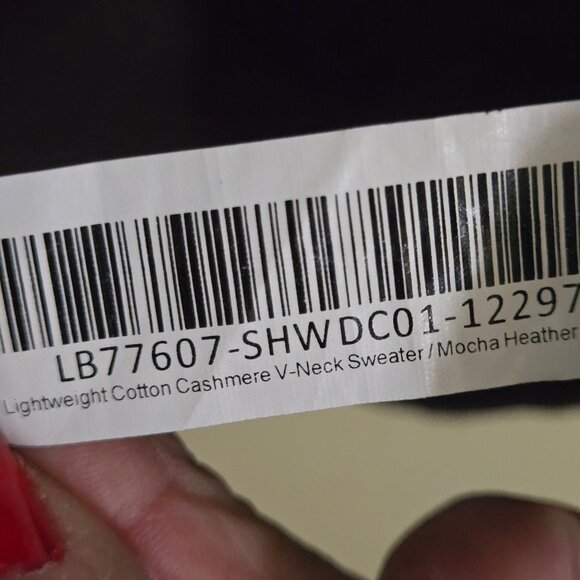 LB77607-SHWDC01-12297
Lightweight Cotton Cashmere V-Neck Sweater / Mocha Heather